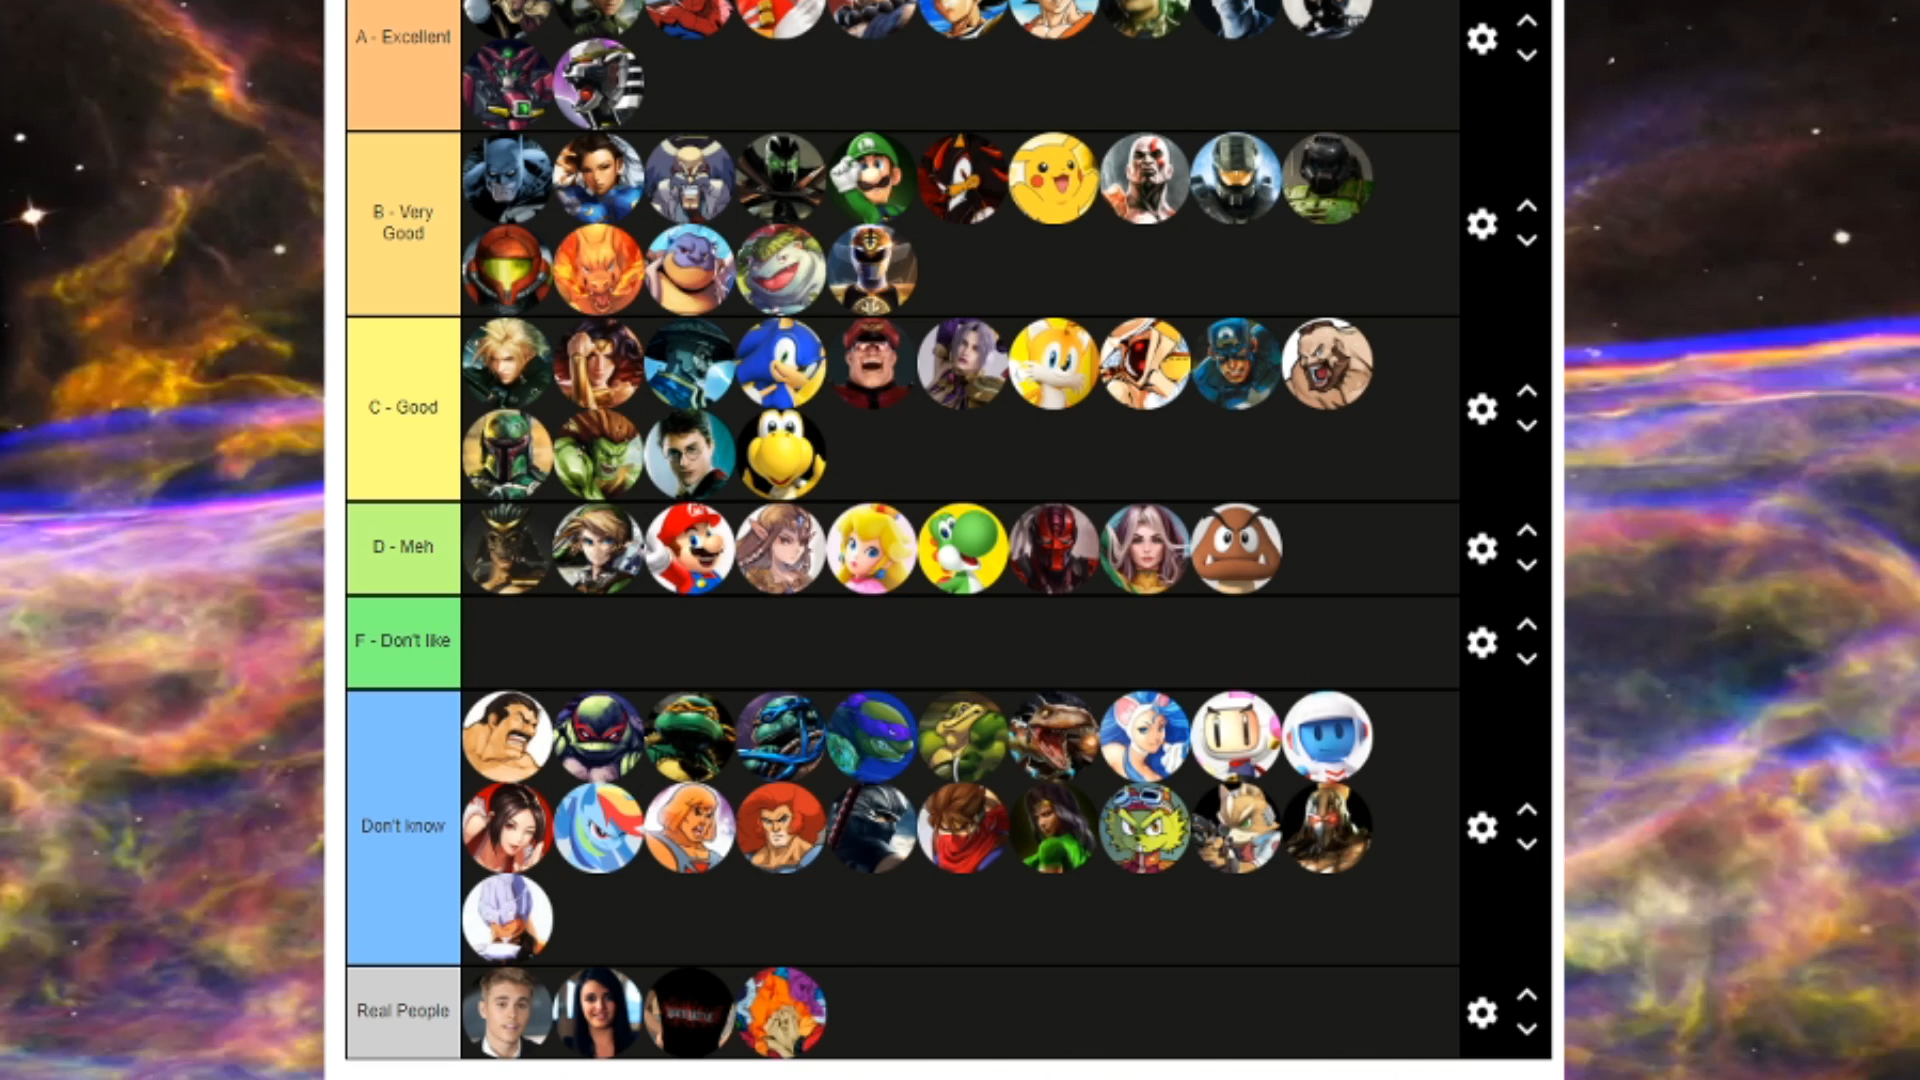 A - Excellent
B - Very
Good
C - Good
D - Meh
F - Don't like
Don't know
Real People